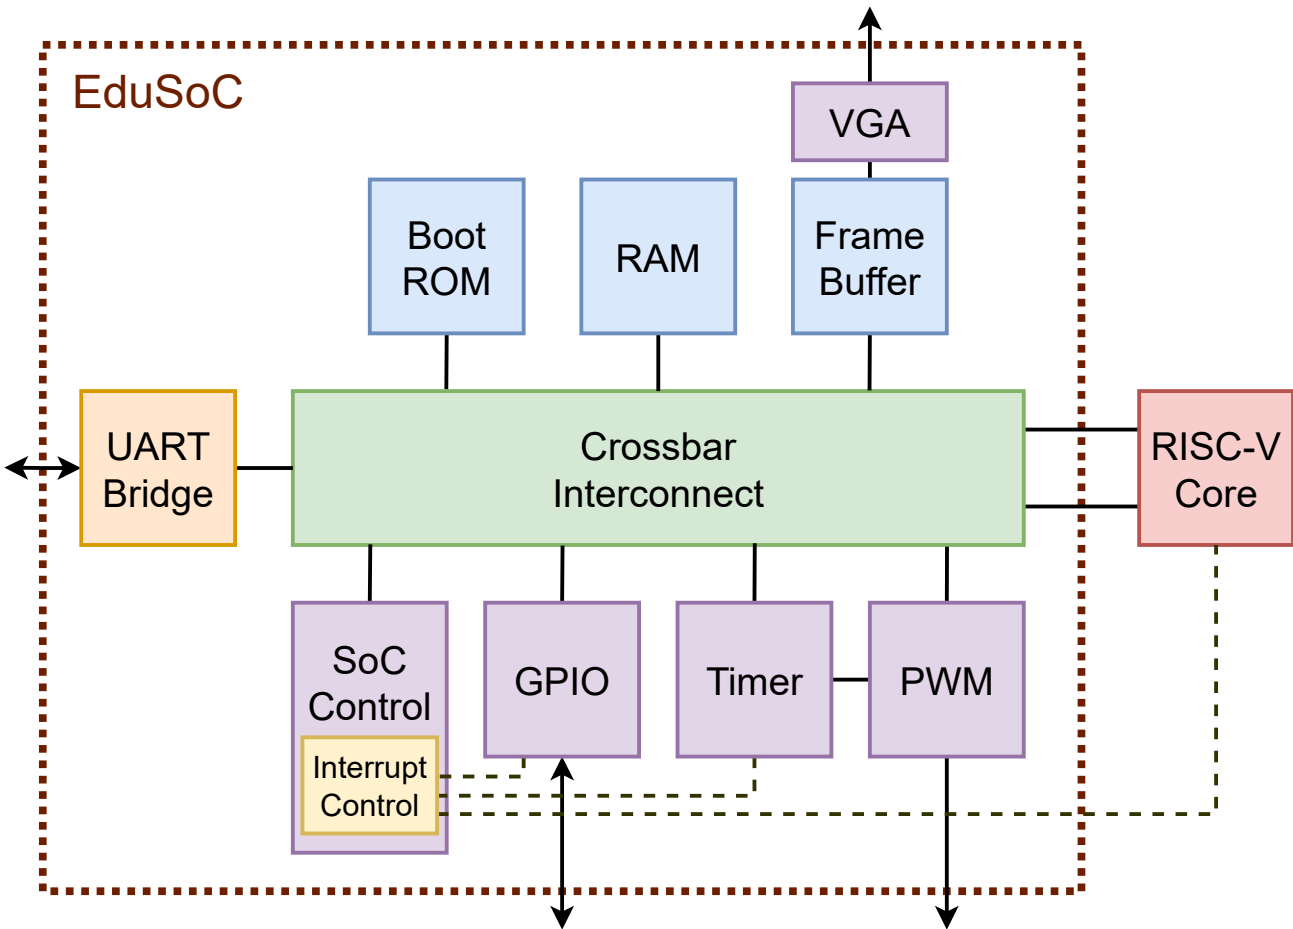 EduSoC
VGA
Boot
ROM
RAM
Frame
Buffer
UART
Bridge
Crossbar
Interconnect
RISC-V
Core
SoC
Control
Interrupt
Control
GPIO
Timer
PWM